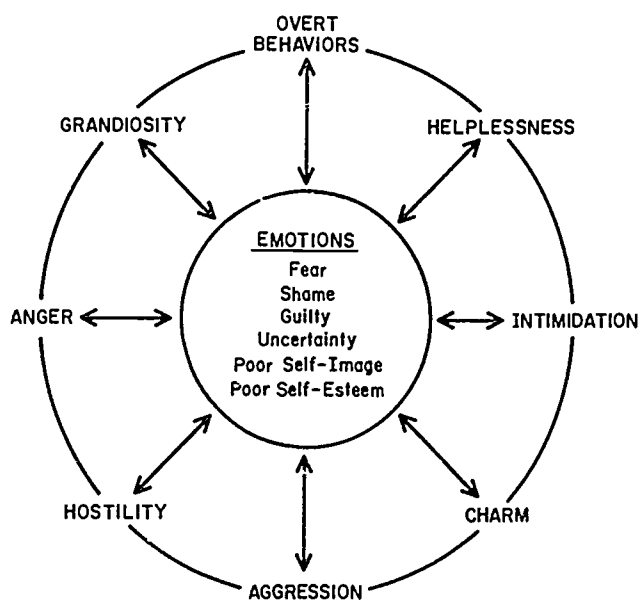 OVERT
BEHAVIORS
GRANDIOSITY
HELPLESSNESS
EMOTIONS
Fear
Shame
Guilty
Uncertainty
Poor Self-Image
Poor Self-Esteem
ANGER
INTIMIDATION
HOSTILITY
CHARM
AGGRESSION